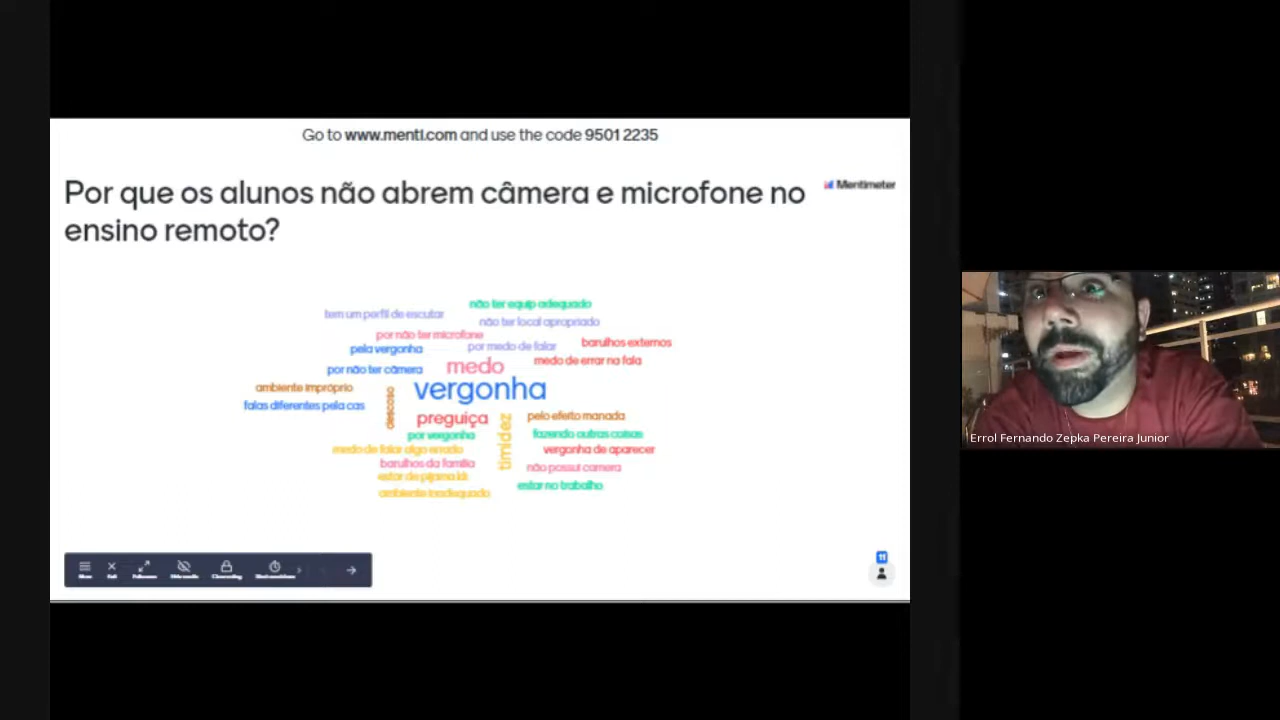 Go to www.menti.com and use the code 9501 2235
Por que os alunos não abrem câmera e microfone no
ensino remoto?
Mentimeter
não ter equip adequado
tem um perfil de escutar
não ter local apropriado
por não ter microfone
barulhos externos
pela vergonha
por medo de falar
medo de errar na fala
medo
por não ter câmera
vergonha
ambiente impróprio
descaso
falas diferentes pela cas
preguiça
timidez
pelo efeito manada
por vergonha
fazendo outras coisas
medo de falar algo errado
vergonha de aparecer
barulhos da família
não possui camera
estar de pijama kk
estar no trabalho
ambiente inadequado
11
Errol Fernando Zepka Pereira Junior